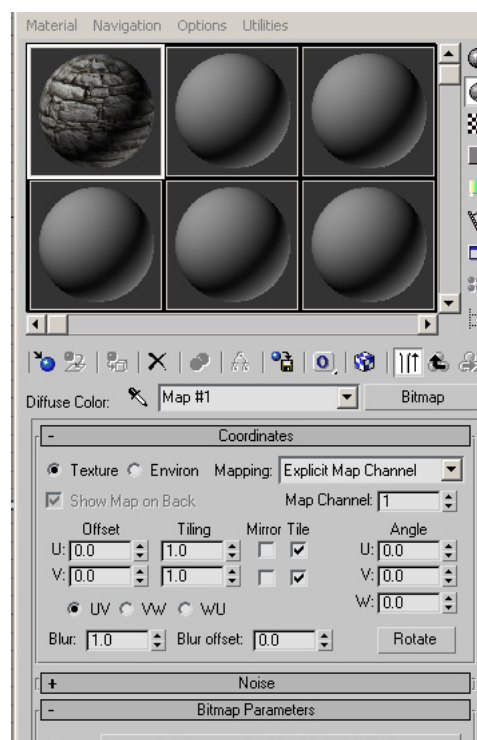 Material Navigation Options Utilities
0
Diffuse Color: Map #1 Bitmap
- Coordinates
Texture Environ Mapping: Explicit Map Channel
Show Map on Back Map Channel: 1
Offset Tiling Mirror Tile Angle
U: 0.0 1.0 U: 0.0
V: 0.0 1.0 V: 0.0
UV VW WU W: 0.0
Blur: 1.0 Blur offset: 0.0 Rotate
+ Noise
- Bitmap Parameters